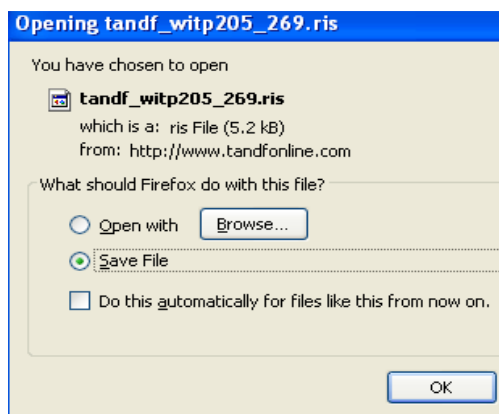 Opening tandf_witp205_269.ris
You have chosen to open
tandf_witp205_269.ris
which is a: ris File (5.2 kB)
from: http://www.tandfonline.com
What should Firefox do with this file?
Open with Browse...
Save File
Do this automatically for files like this from now on.
OK